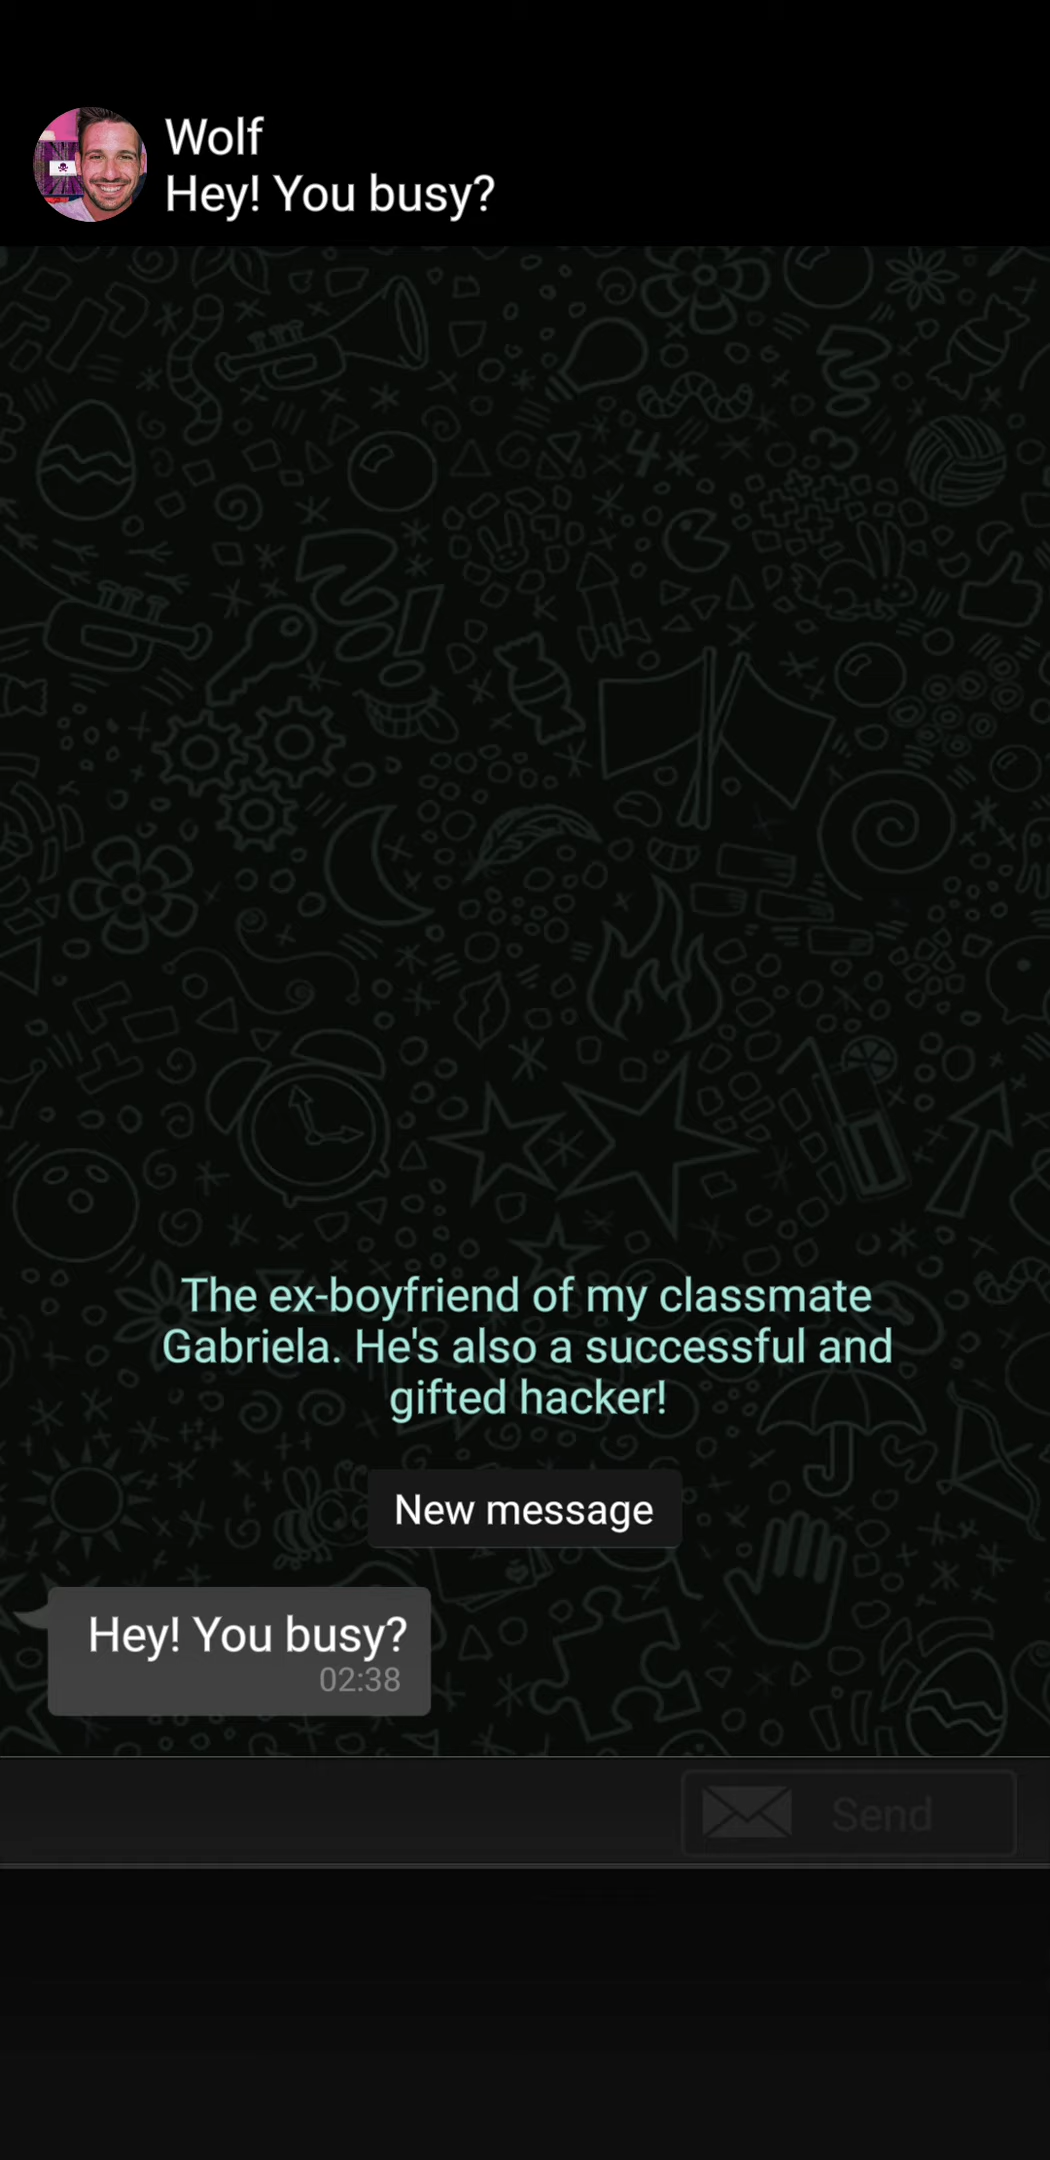 Wolf
Hey! You busy?
The ex-boyfriend of my classmate
Gabriela. He's also a successful and
gifted hacker!
New message
Hey! You busy?
02:38
Send